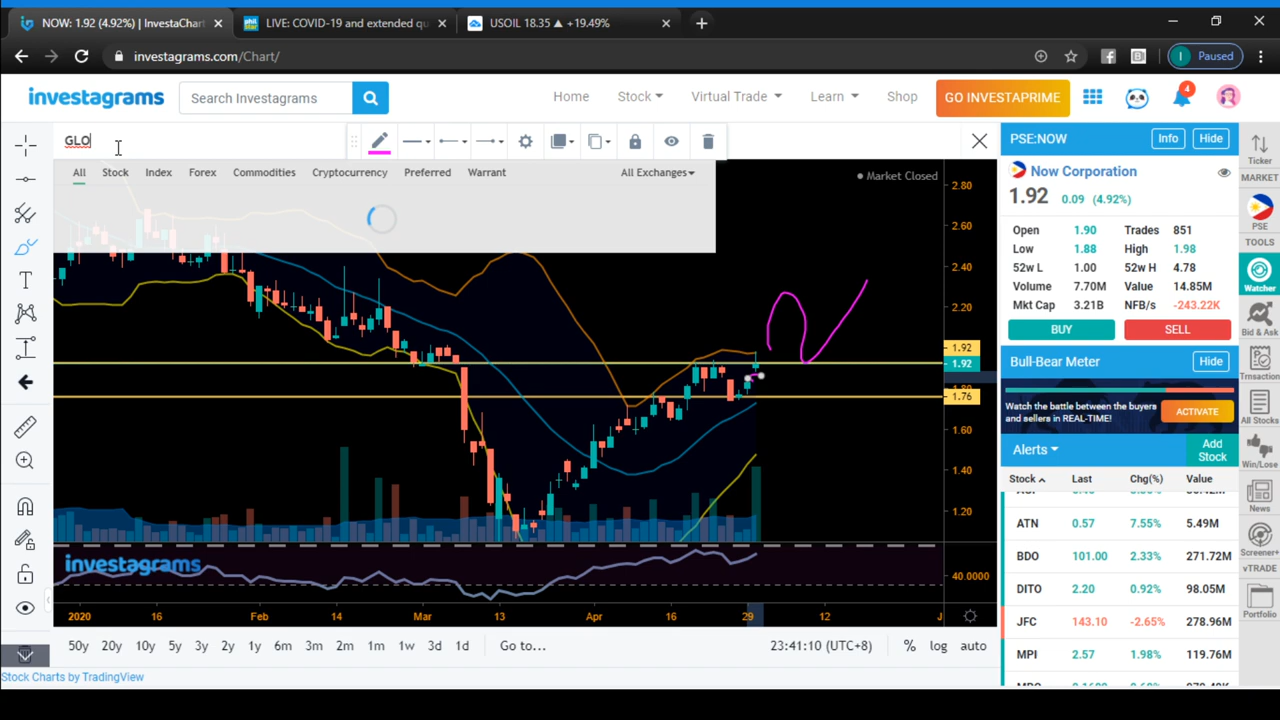 NOW: 1.92 (4.92%) | InvestaChar
LIVE: COVID-19 and extended qu
USOIL 18.35 ▲ +19.49%
investagrams.com/Chart/
I Paused
investagrams
Search Investagrams
Home Stock Virtual Trade Learn Shop
GO INVESTAPRIME
4
GLO
All Stock Index Forex Commodities Cryptocurrency Preferred Warrant All Exchanges
Market Closed
2.80
2.60
2.40
2.20
1.92
1.92
1.76
1.60
1.40
1.20
investagrams
40.0000
2020 16 Feb 14 Mar 13 Apr 16 29 12
50y 20y 10y 5y 3y 2y 1y 6m 3m 2m 1m 1w 3d 1d Go to...
23:41:10 (UTC+8) % log auto
Stock Charts by TradingView
PSE:NOW Info Hide
Now Corporation
1.92 0.09 (4.92%)
Open 1.90 Trades 851
Low 1.88 High 1.98
52w L 1.00 52w H 4.78
Volume 7.70M Value 14.85M
Mkt Cap 3.21B NFB/s -243.22K
BUY SELL
Bull-Bear Meter Hide
Watch the battle between the buyers
and sellers in REAL-TIME!
ACTIVATE
Alerts Add Stock
Stock Last Chg(%) Value
ATN 0.57 7.55% 5.49M
BDO 101.00 2.33% 271.72M
DITO 2.20 0.92% 98.05M
JFC 143.10 -2.65% 278.96M
MPI 2.57 1.98% 119.76M
Ticker
MARKET
PSE
TOOLS
Watcher
Bid & Ask
Trnsaction
All Stocks
Win/Lose
News
Screener+
vTRADE
Portfolio